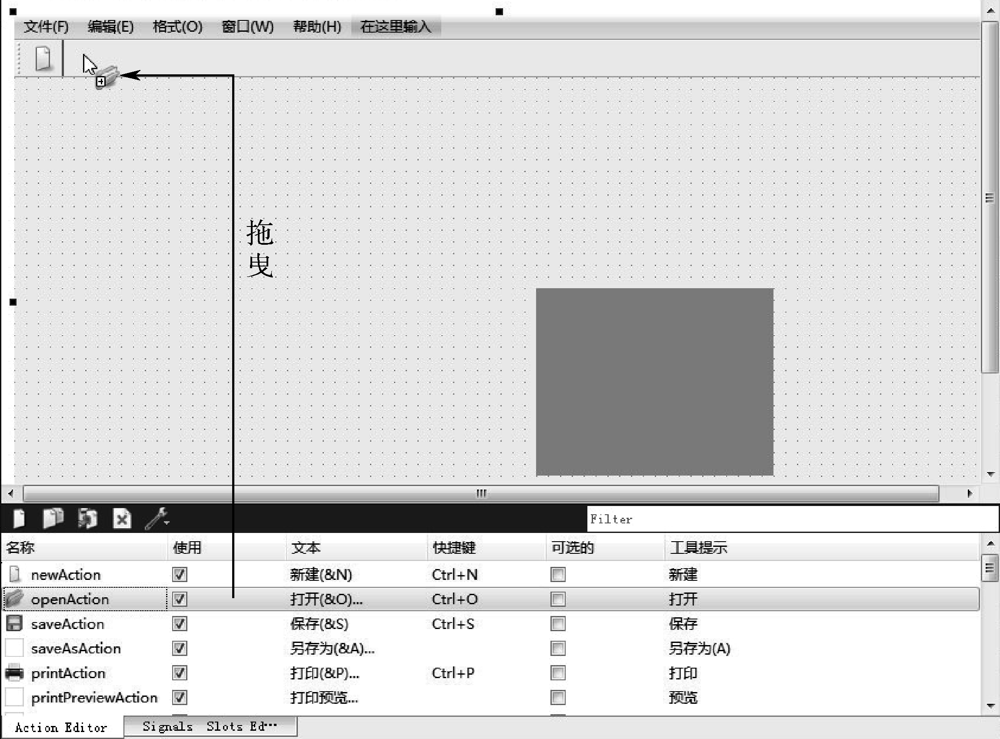 文件(F) 编辑(E) 格式(O) 窗口(W) 帮助(H) 在这里输入
拖
曳
Filter
名称 使用 文本 快捷键 可选的 工具提示
newAction 新建(&N) Ctrl+N 新建
openAction 打开(&O)... Ctrl+O 打开
saveAction 保存(&S) Ctrl+S 保存
saveAsAction 另存为(&A)... 另存为(A)
printAction 打印(&P)... Ctrl+P 打印
printPreviewAction 打印预览... 预览
Action Editor Signals Slots Ed…